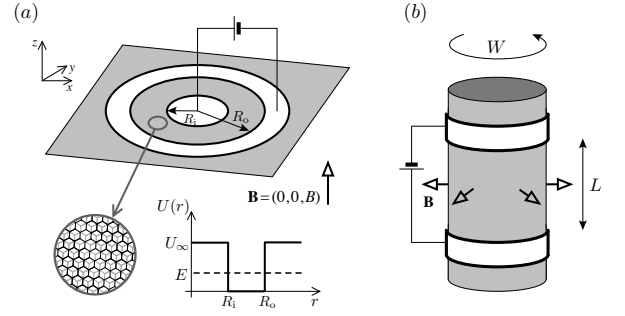 (a)
z
y
x
R_i
R_o
B=(0,0,B)
U(r)
U_∞
E
R_i R_o r
(b)
W
B
L